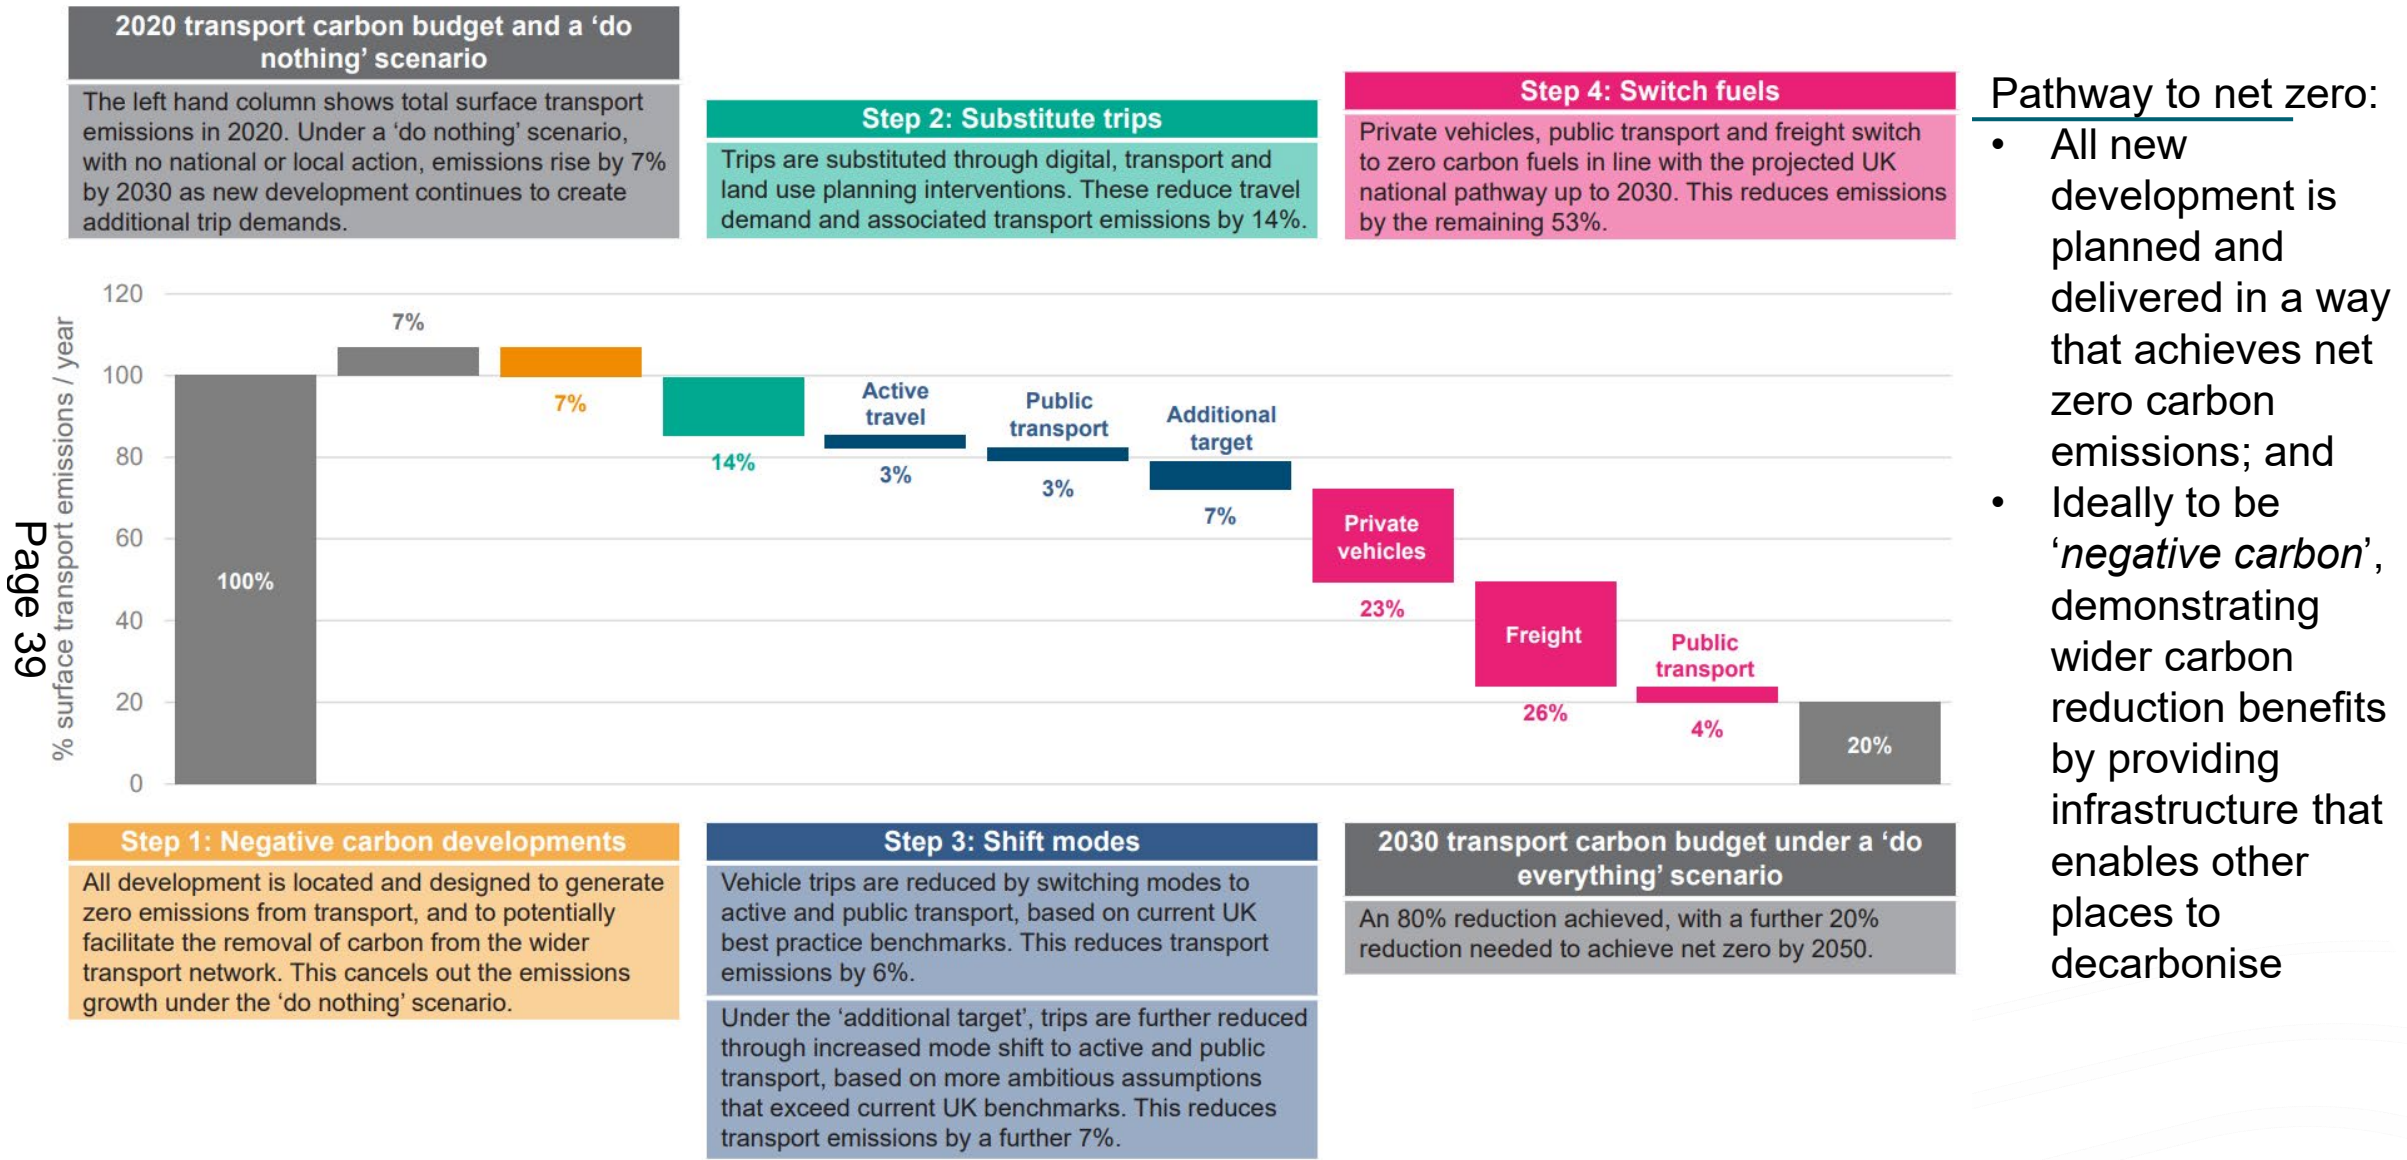 2020 transport carbon budget and a ‘do
nothing’ scenario
The left hand column shows total surface transport
emissions in 2020. Under a ‘do nothing’ scenario,
with no national or local action, emissions rise by 7%
by 2030 as new development continues to create
additional trip demands.
Step 2: Substitute trips
Trips are substituted through digital, transport and
land use planning interventions. These reduce travel
demand and associated transport emissions by 14%.
Step 4: Switch fuels
Private vehicles, public transport and freight switch
to zero carbon fuels in line with the projected UK
national pathway up to 2030. This reduces emissions
by the remaining 53%.
% surface transport emissions / year
120
100
80
60
40
20
0
100%
7%
7%
14%
Active
travel
3%
Public
transport
3%
Additional
target
7%
Private
vehicles
23%
Freight
26%
Public
transport
4%
20%
Step 1: Negative carbon developments
All development is located and designed to generate
zero emissions from transport, and to potentially
facilitate the removal of carbon from the wider
transport network. This cancels out the emissions
growth under the ‘do nothing’ scenario.
Step 3: Shift modes
Vehicle trips are reduced by switching modes to
active and public transport, based on current UK
best practice benchmarks. This reduces transport
emissions by 6%.
Under the ‘additional target’, trips are further reduced
through increased mode shift to active and public
transport, based on more ambitious assumptions
that exceed current UK benchmarks. This reduces
transport emissions by a further 7%.
2030 transport carbon budget under a ‘do
everything’ scenario
An 80% reduction achieved, with a further 20%
reduction needed to achieve net zero by 2050.
Pathway to net zero:
• All new
development is
planned and
delivered in a way
that achieves net
zero carbon
emissions; and
• Ideally to be
‘negative carbon’,
demonstrating
wider carbon
reduction benefits
by providing
infrastructure that
enables other
places to
decarbonise
Page 39